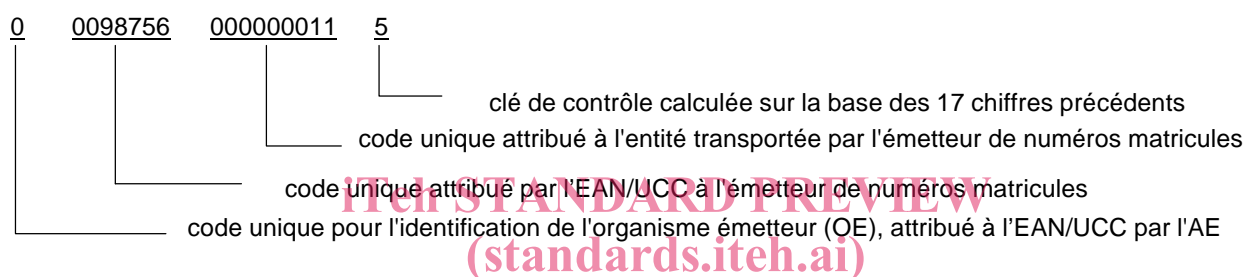 0 0098756 000000011 5
clé de contrôle calculée sur la base des 17 chiffres précédents
code unique attribué à l'entité transportée par l'émetteur de numéros matricules
code unique attribué par l'EAN/UCC à l'émetteur de numéros matricules
iTeh STANDARD PREVIEW
code unique pour l'identification de l'organisme émetteur (OE), attribué à l’EAN/UCC par l'AE
(standards.iteh.ai)